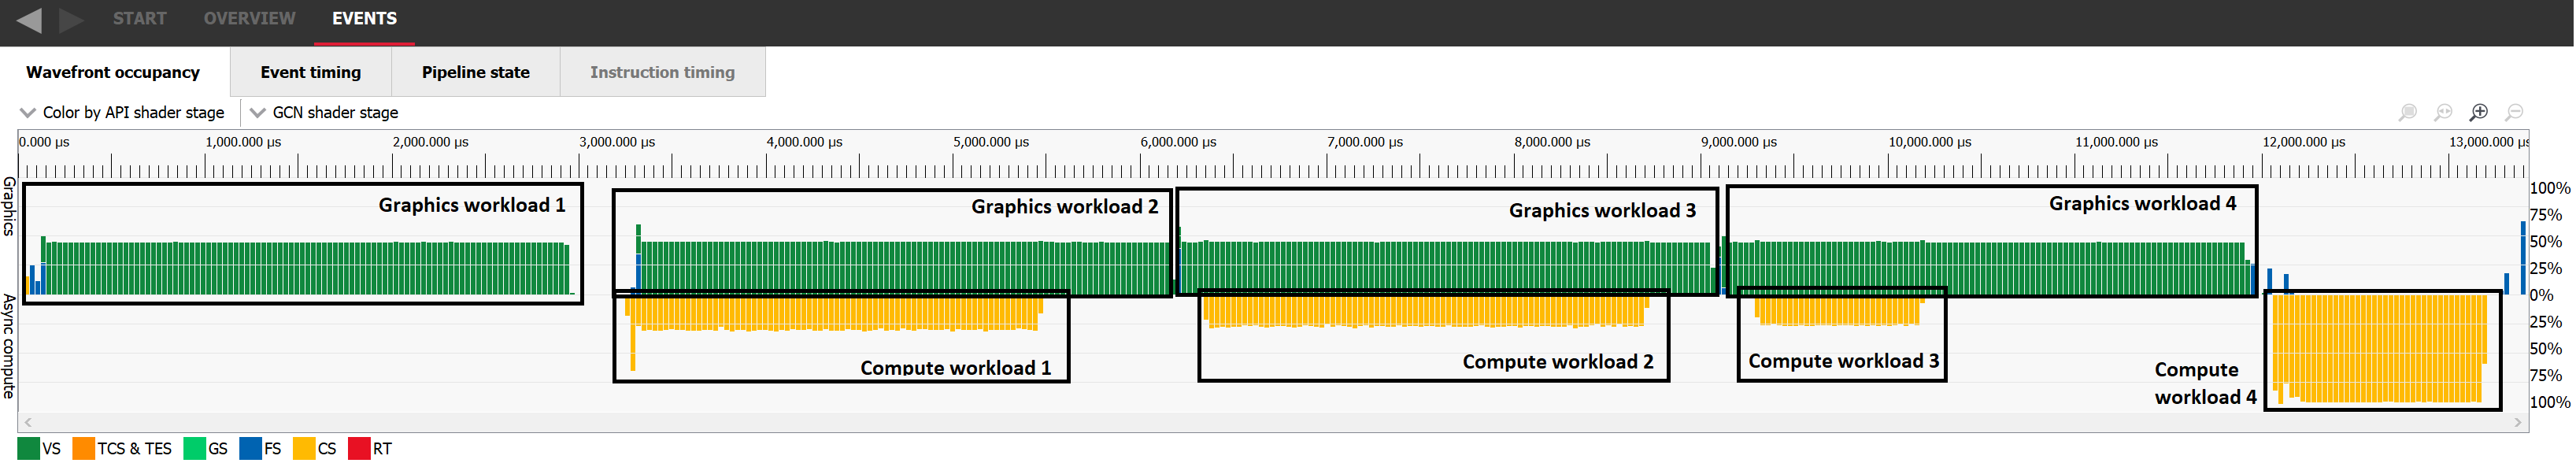 START OVERVIEW EVENTS
Wavefront occupancy Event timing Pipeline state Instruction timing
Color by API shader stage GCN shader stage
0.000 µs 1,000.000 µs 2,000.000 µs 3,000.000 µs 4,000.000 µs 5,000.000 µs 6,000.000 µs 7,000.000 µs 8,000.000 µs 9,000.000 µs 10,000.000 µs 11,000.000 µs 12,000.000 µs 13,000.000 µs
Graphics
Graphics workload 1
Graphics workload 2
Graphics workload 3
Graphics workload 4
100%
75%
50%
25%
0%
Async compute
Compute workload 1
Compute workload 2
Compute workload 3
Compute
workload 4
25%
50%
75%
100%
VS TCS & TES GS FS CS RT